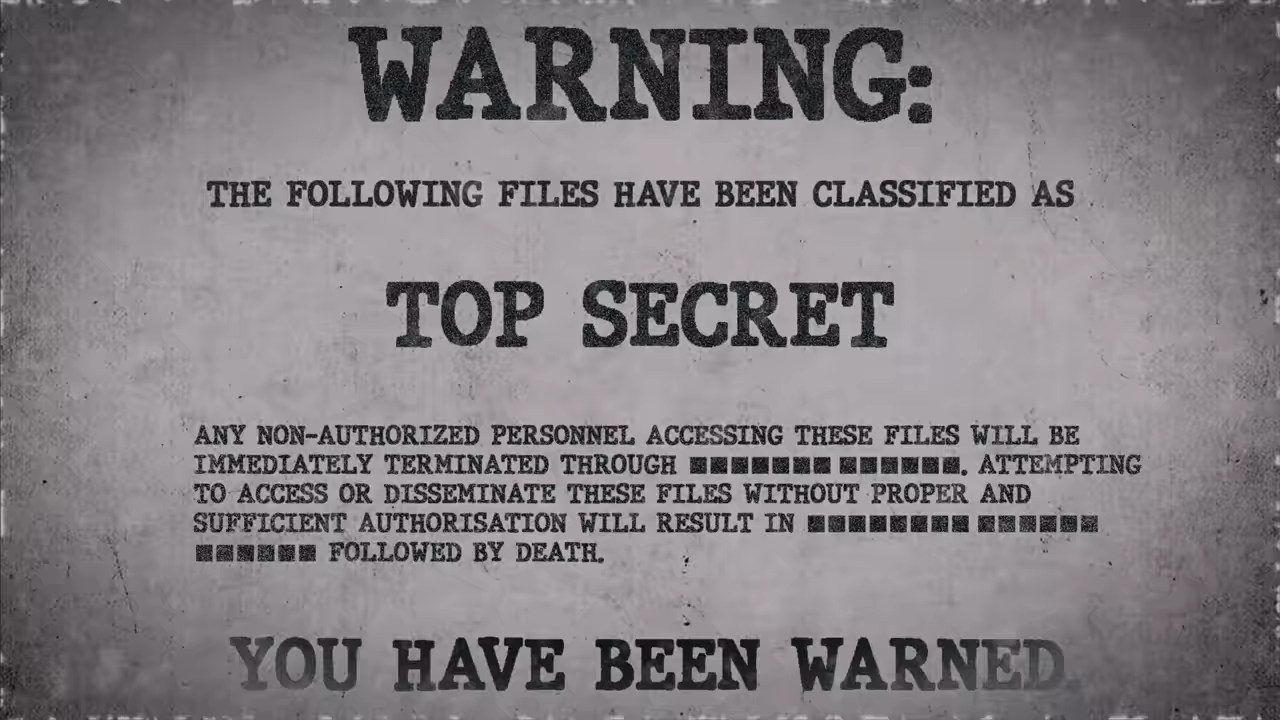 WARNING:
THE FOLLOWING FILES HAVE BEEN CLASSIFIED AS
TOP SECRET
ANY NON-AUTHORIZED PERSONNEL ACCESSING THESE FILES WILL BE
IMMEDIATELY TERMINATED THROUGH ■■■■■■■ ■■■■■■. ATTEMPTING
TO ACCESS OR DISSEMINATE THESE FILES WITHOUT PROPER AND
SUFFICIENT AUTHORISATION WILL RESULT IN ■■■■■■■■ ■■■■■■
■■■■■■ FOLLOWED BY DEATH.
YOU HAVE BEEN WARNED.